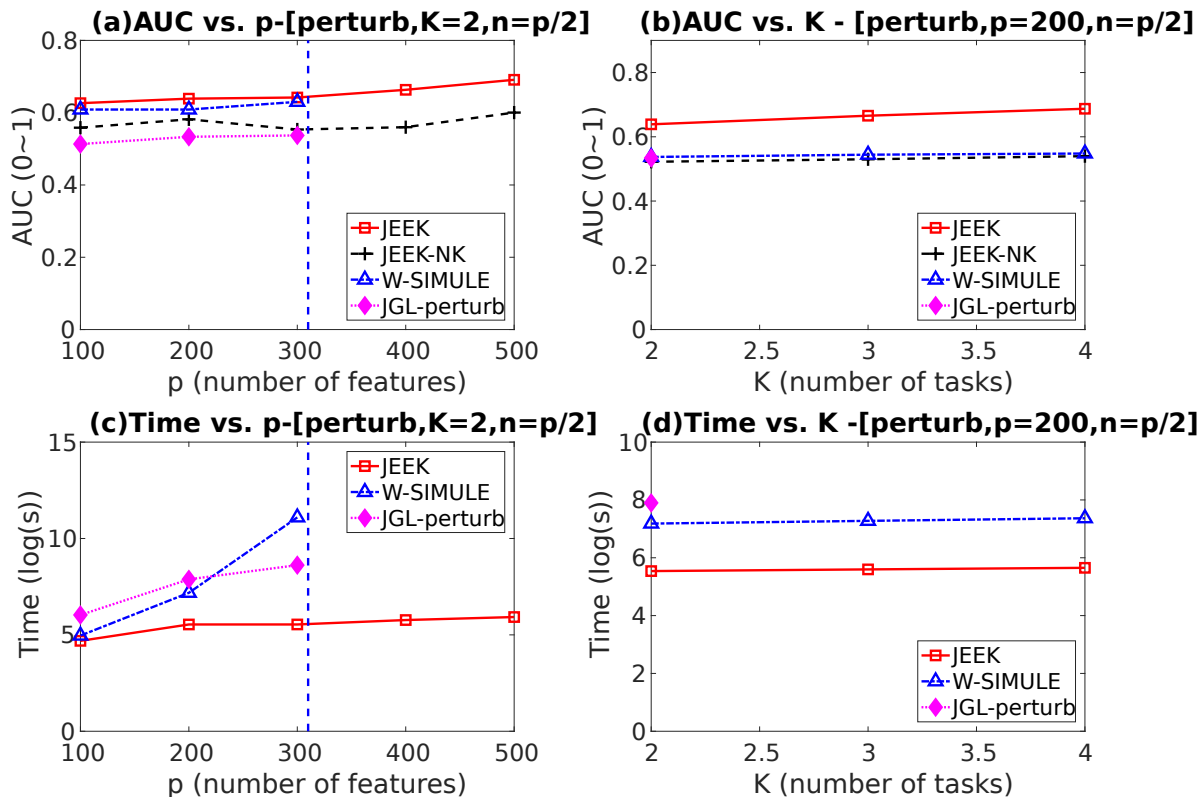 (a)AUC vs. p-[perturb,K=2,n=p/2]
0.8
0.6
0.4
0.2
0
AUC (0~1)
JEEK
JEEK-NK
W-SIMULE
JGL-perturb
100 200 300 400 500
p (number of features)
(b)AUC vs. K - [perturb,p=200,n=p/2]
0.8
0.6
0.4
0.2
0
AUC (0~1)
JEEK
JEEK-NK
W-SIMULE
JGL-perturb
2 2.5 3 3.5 4
K (number of tasks)
(c)Time vs. p-[perturb,K=2,n=p/2]
15
10
5
0
Time (log(s))
JEEK
W-SIMULE
JGL-perturb
100 200 300 400 500
p (number of features)
(d)Time vs. K -[perturb,p=200,n=p/2]
10
8
6
4
2
0
Time (log(s))
JEEK
W-SIMULE
JGL-perturb
2 2.5 3 3.5 4
K (number of tasks)